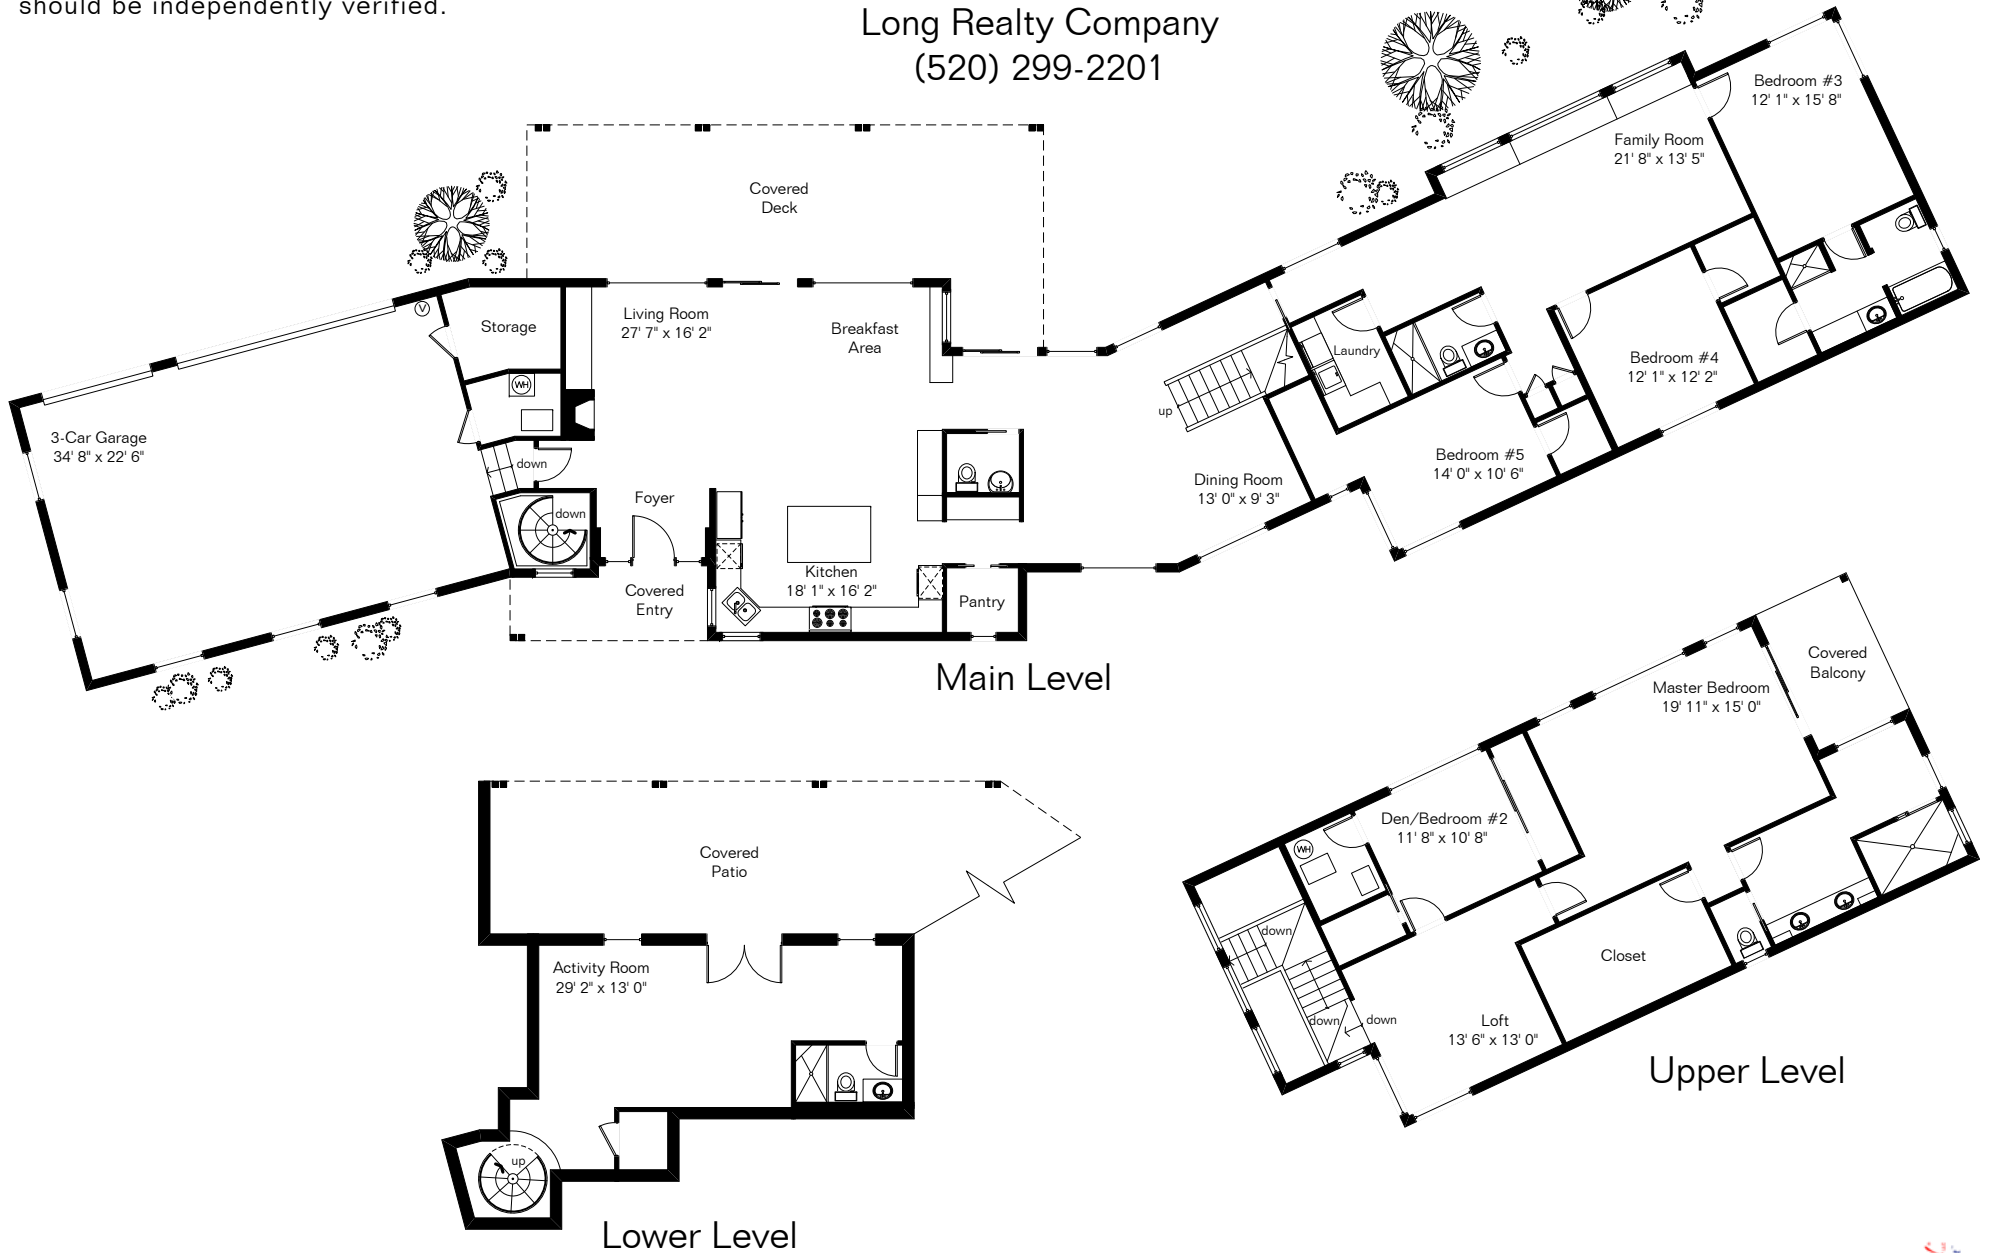 should be independently verified.
Long Realty Company
(520) 299-2201
Bedroom #3
12' 1" x 15' 8"
Family Room
21' 8" x 13' 5"
Covered
Deck
Living Room
27' 7" x 16' 2"
Breakfast
Area
Storage
V
WH
3-Car Garage
34' 8" x 22' 6"
down
down
Foyer
Covered
Entry
Kitchen
18' 1" x 16' 2"
Pantry
up
Laundry
Dining Room
13' 0" x 9' 3"
Bedroom #5
14' 0" x 10' 6"
Bedroom #4
12' 1" x 12' 2"
Main Level
Covered
Balcony
Master Bedroom
19' 11" x 15' 0"
Den/Bedroom #2
11' 8" x 10' 8"
WH
down
down
down
Closet
Loft
13' 6" x 13' 0"
Upper Level
Covered
Patio
Activity Room
29' 2" x 13' 0"
up
Lower Level